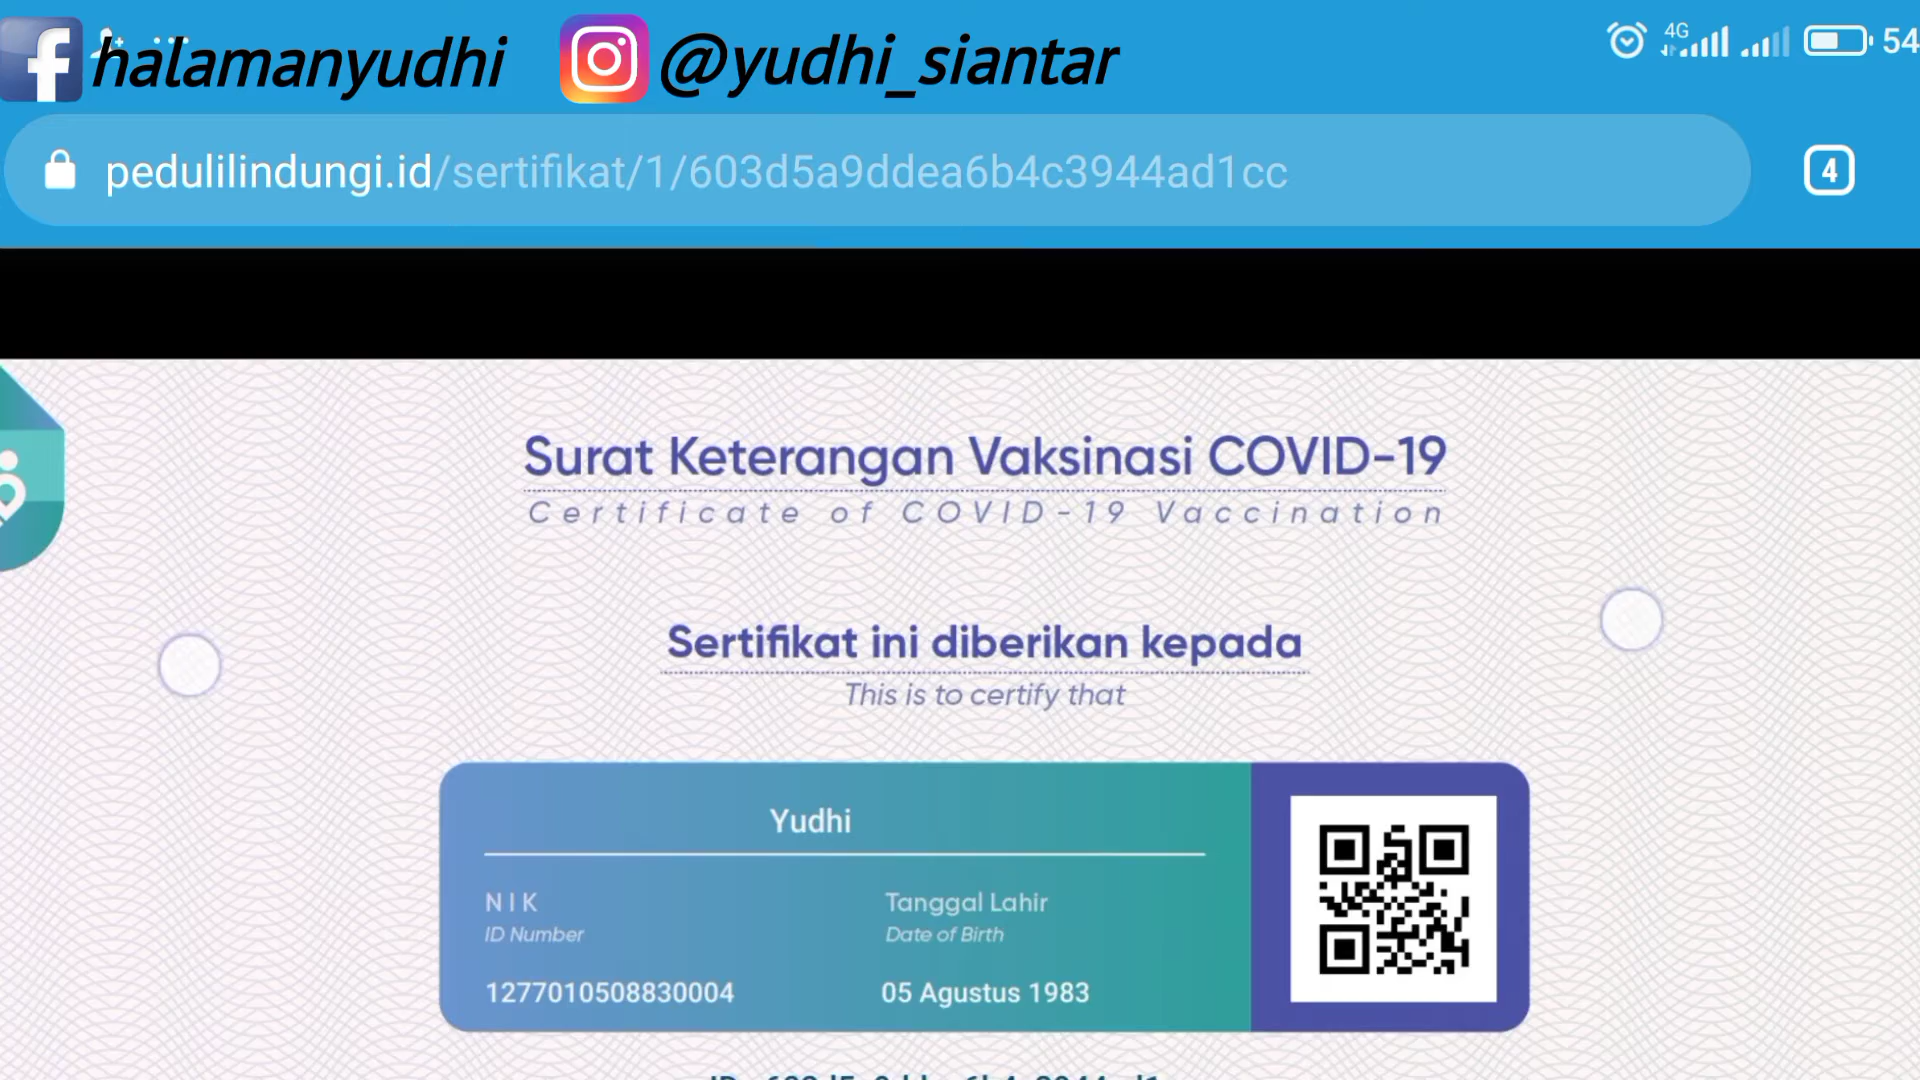 halamanyudhi @yudhi_siantar
4G 54
pedulilindungi.id/sertifikat/1/603d5a9ddea6b4c3944ad1cc
4
Surat Keterangan Vaksinasi COVID-19
Certificate of COVID-19 Vaccination
Sertifikat ini diberikan kepada
This is to certify that
Yudhi
NIK Tanggal Lahir
ID Number Date of Birth
1277010508830004 05 Agustus 1983